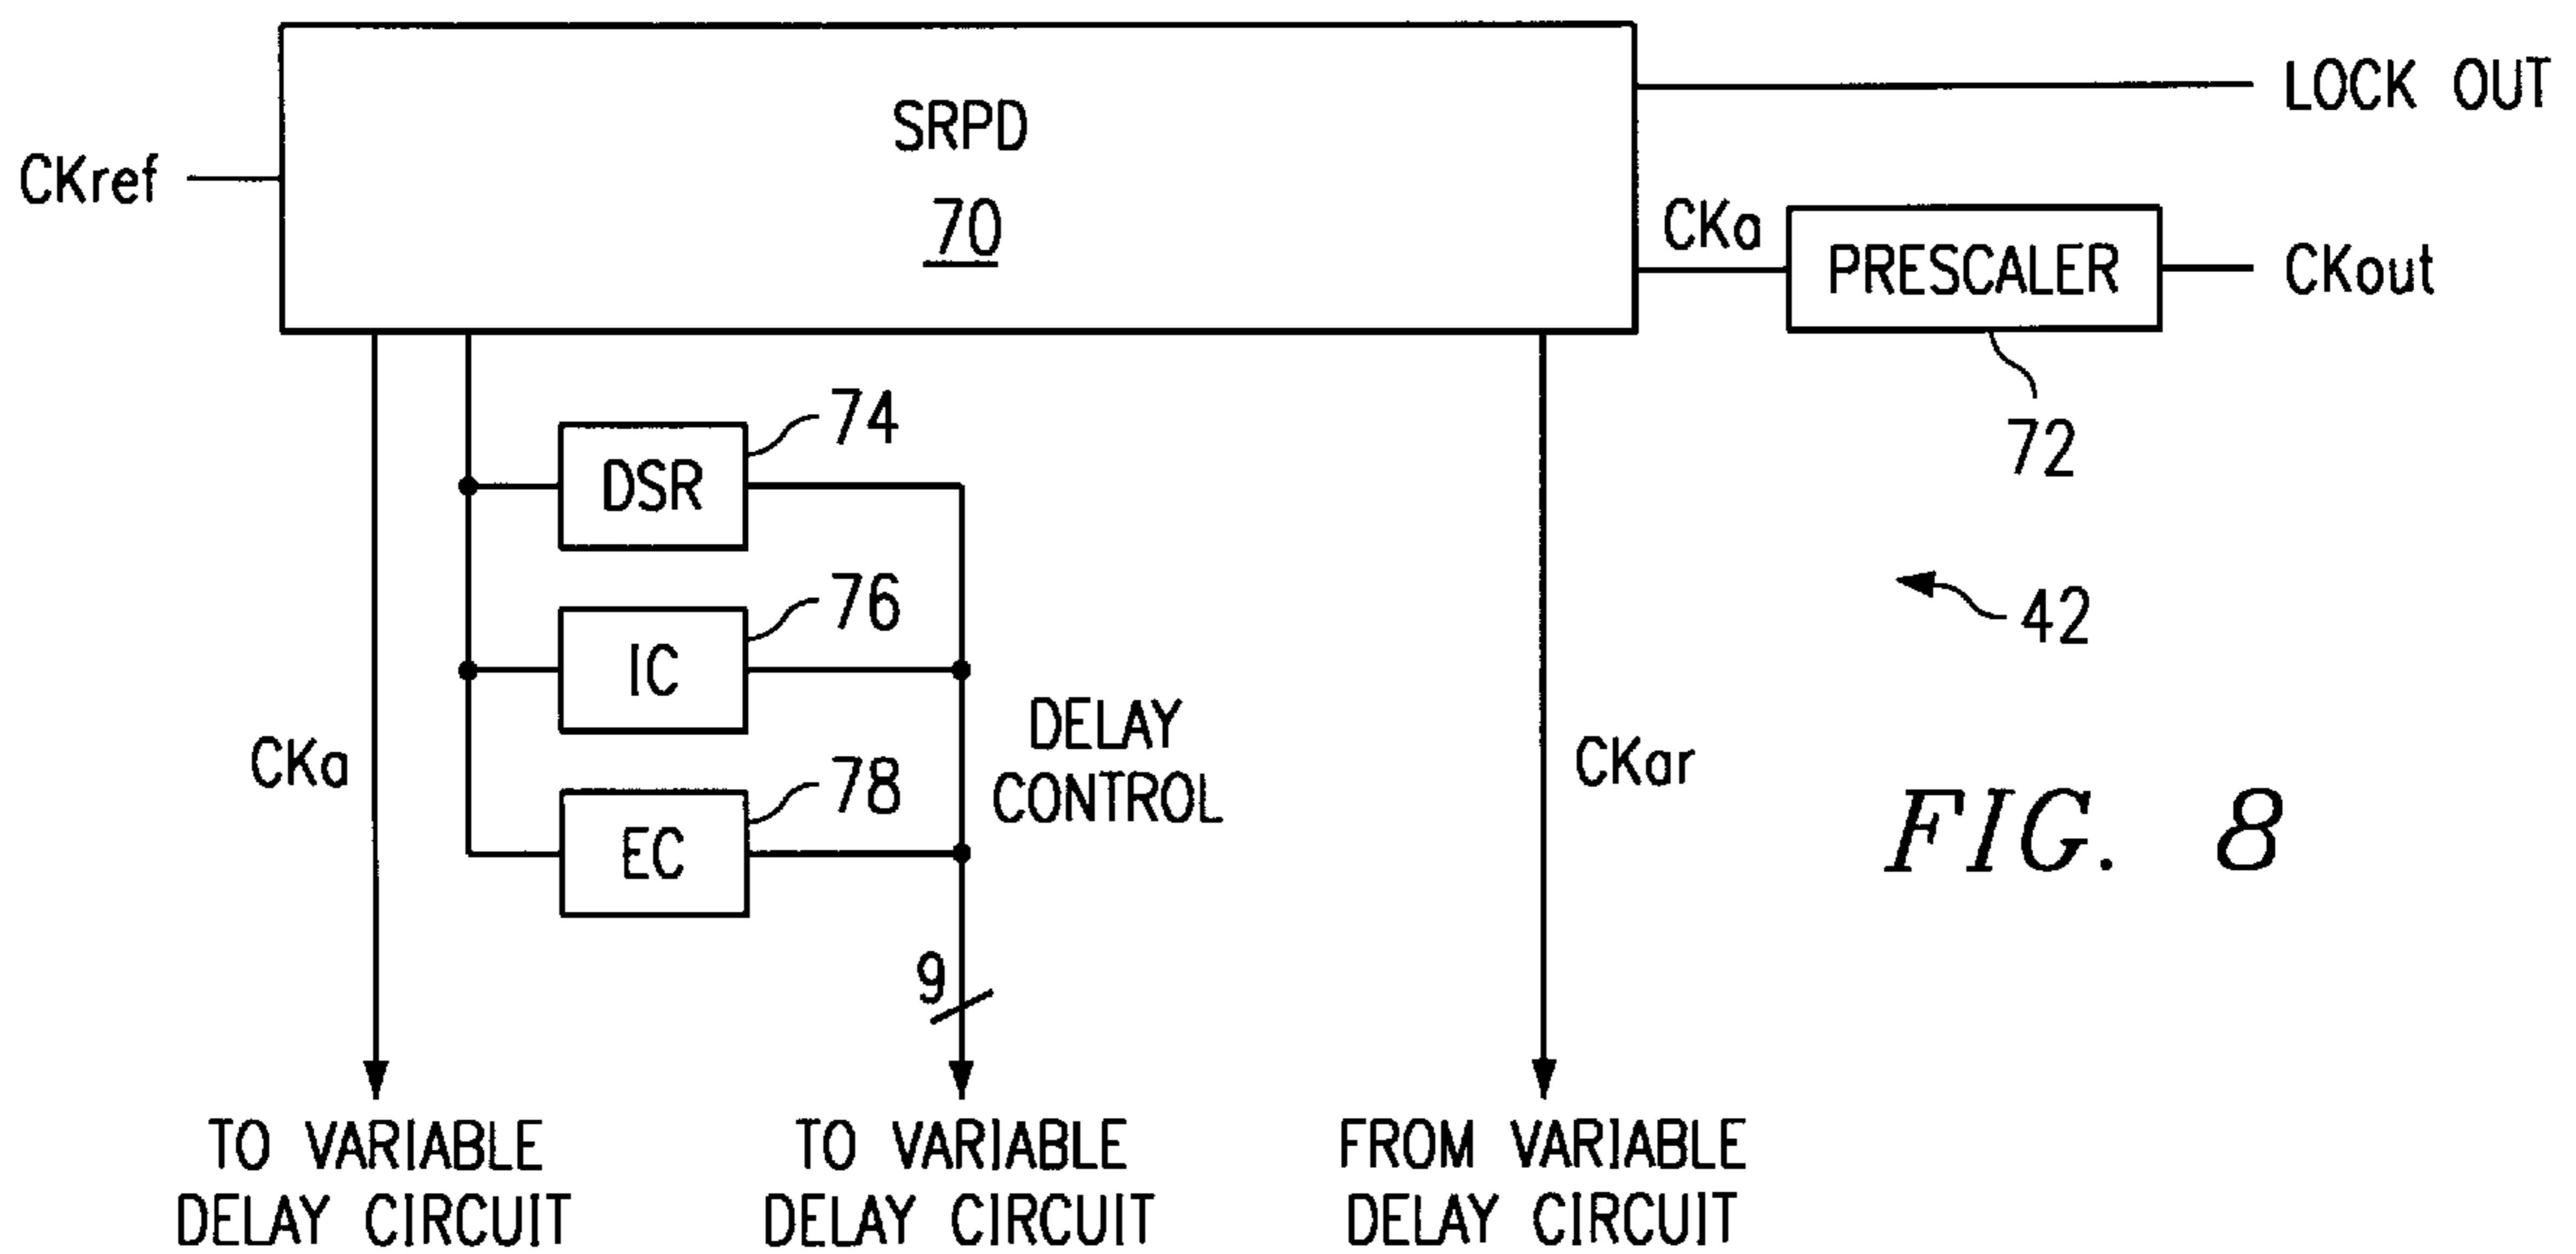 LOCK OUT
SRPD
CKref
70
CKa
PRESCALER
CKout
72
74
DSR
76
IC
42
DELAY
CONTROL
CKa
78
EC
CKar
FIG. 8
9
TO VARIABLE
DELAY CIRCUIT
TO VARIABLE
DELAY CIRCUIT
FROM VARIABLE
DELAY CIRCUIT